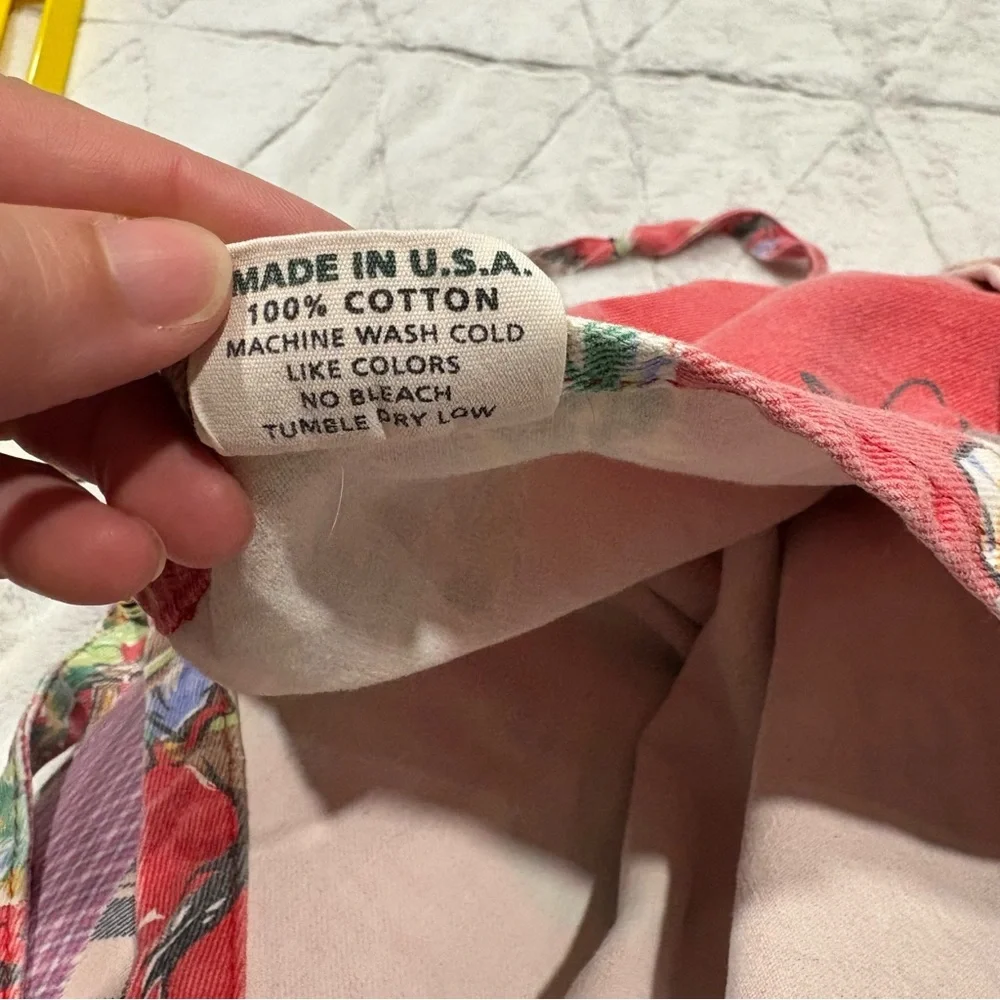 MADE IN U.S.A.
100% COTTON
MACHINE WASH COLD
LIKE COLORS
NO BLEACH
TUMBLE DRY LOW